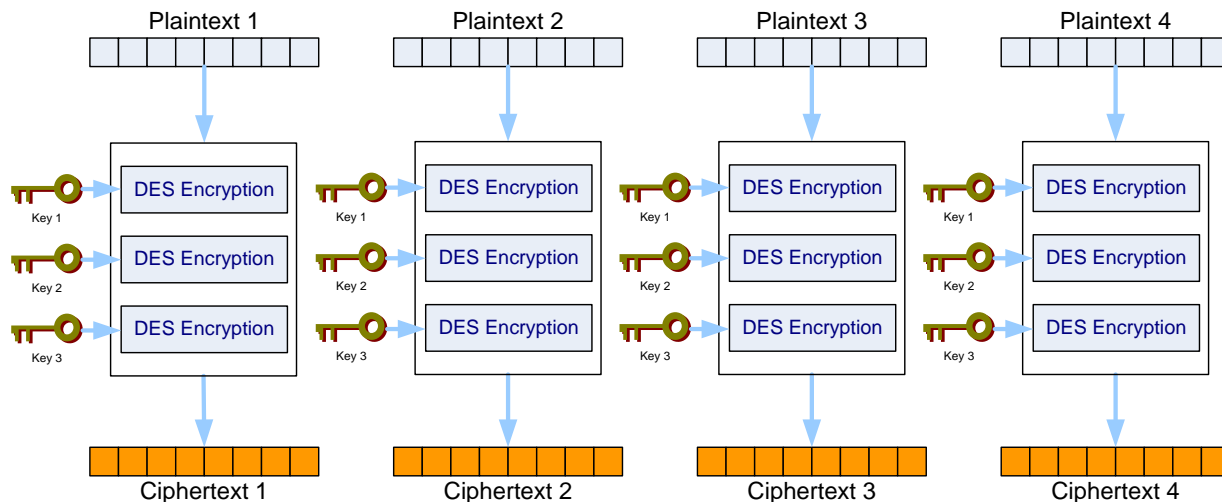 Plaintext 1
Plaintext 2
Plaintext 3
Plaintext 4
DES Encryption
DES Encryption
DES Encryption
DES Encryption
Key 1
Key 1
Key 1
Key 1
DES Encryption
DES Encryption
DES Encryption
DES Encryption
Key 2
Key 2
Key 2
Key 2
DES Encryption
DES Encryption
DES Encryption
DES Encryption
Key 3
Key 3
Key 3
Key 3
Ciphertext 1
Ciphertext 2
Ciphertext 3
Ciphertext 4